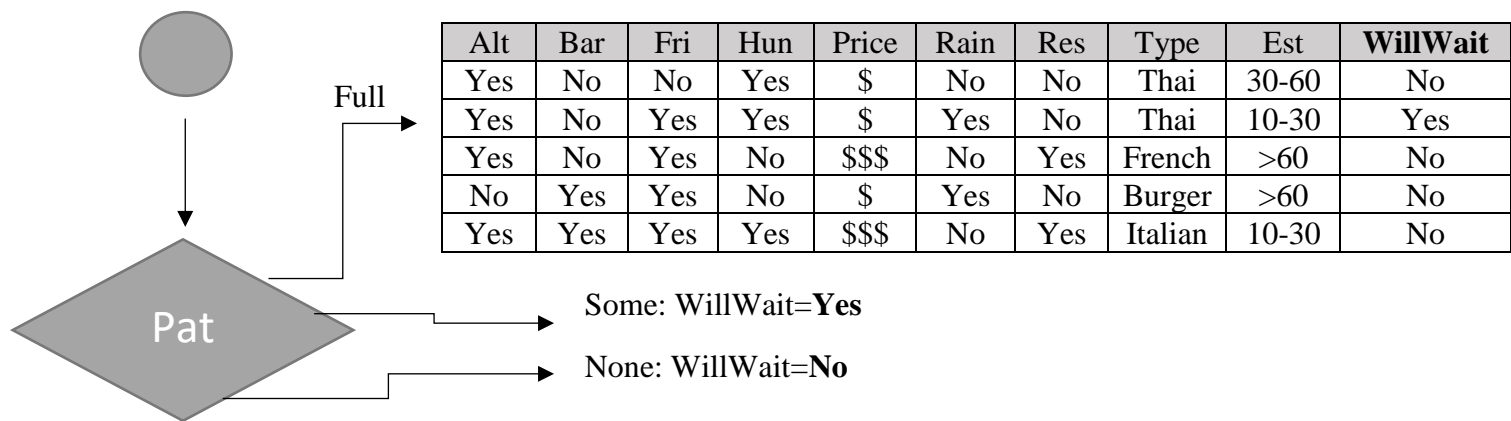 Alt Bar Fri Hun Price Rain Res Type Est WillWait
Yes No No Yes $ No No Thai 30-60 No
Full
Yes No Yes Yes $ Yes No Thai 10-30 Yes
Yes No Yes No $$$ No Yes French >60 No
No Yes Yes No $ Yes No Burger >60 No
Yes Yes Yes Yes $$$ No Yes Italian 10-30 No
Some: WillWait=Yes
Pat
None: WillWait=No